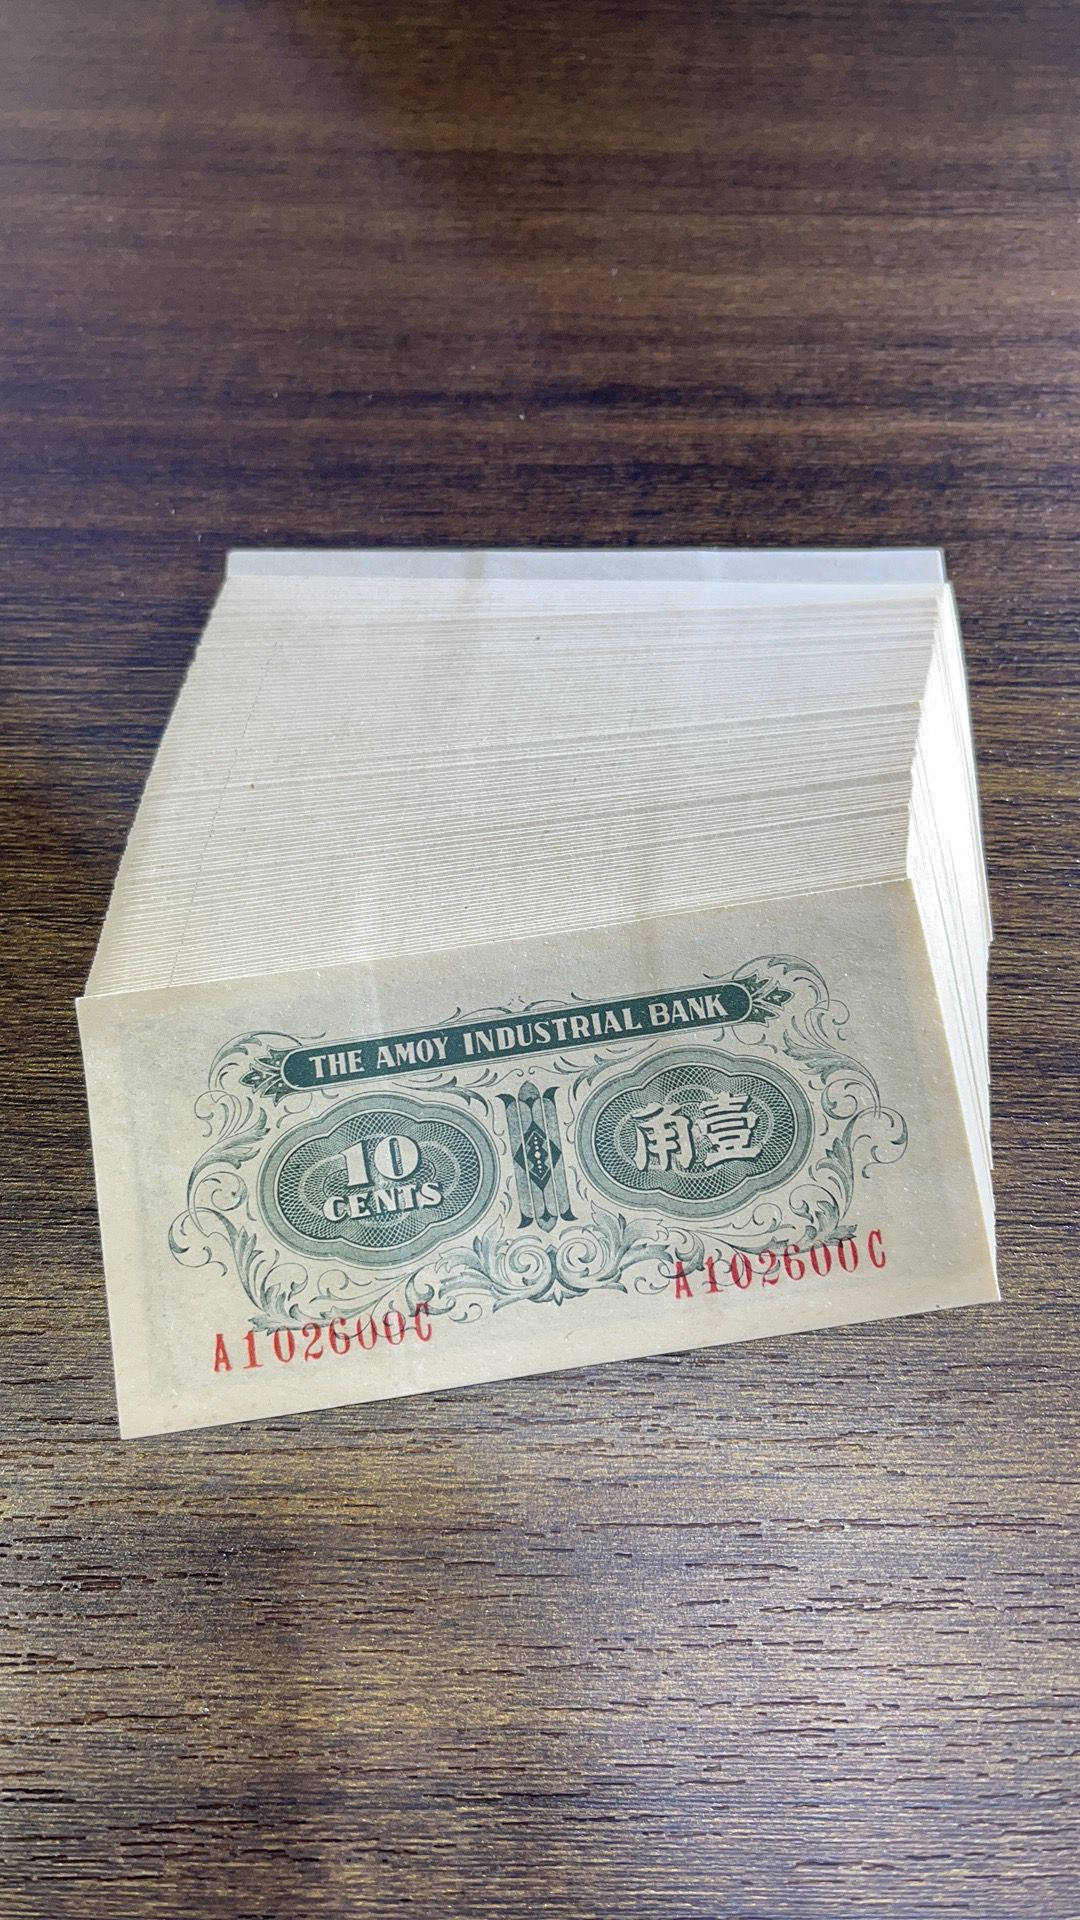 THE AMOY INDUSTRIAL BANK
10
CENTS
角壹
A102600C
A102600C